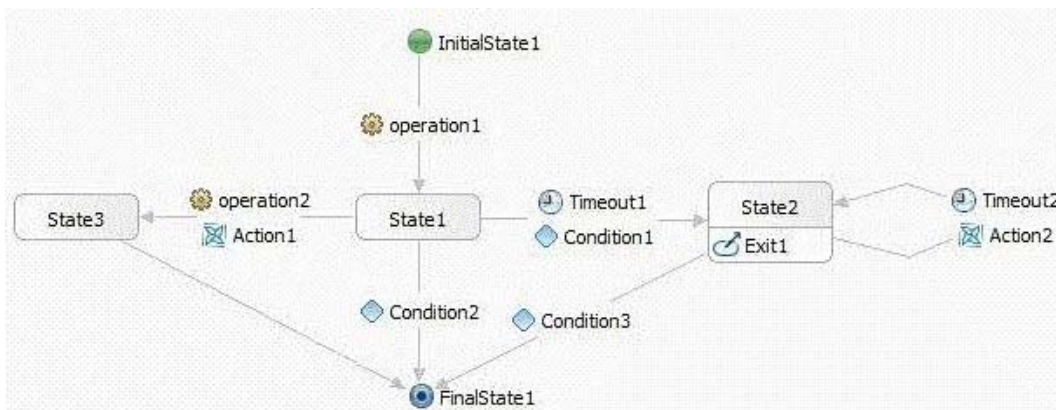 InitialState1
operation1
operation2
Action1
State3
State1
Timeout1
Condition1
State2
Exit1
Timeout2
Action2
Condition2
Condition3
FinalState1